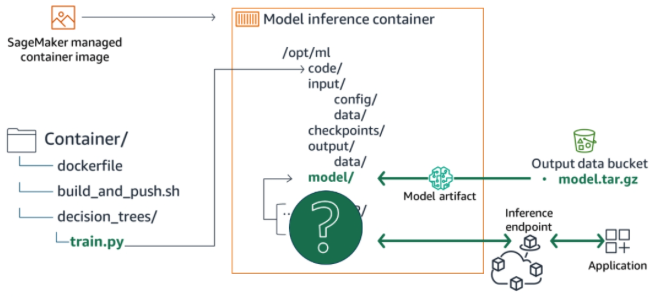 SageMaker managed
container image
Model inference container
/opt/ml
code/
input/
config/
data/
checkpoints/
output/
data/
model/
Container/
dockerfile
build_and_push.sh
decision_trees/
train.py
Model artifact
Output data bucket
• model.tar.gz
?
Inference
endpoint
Application